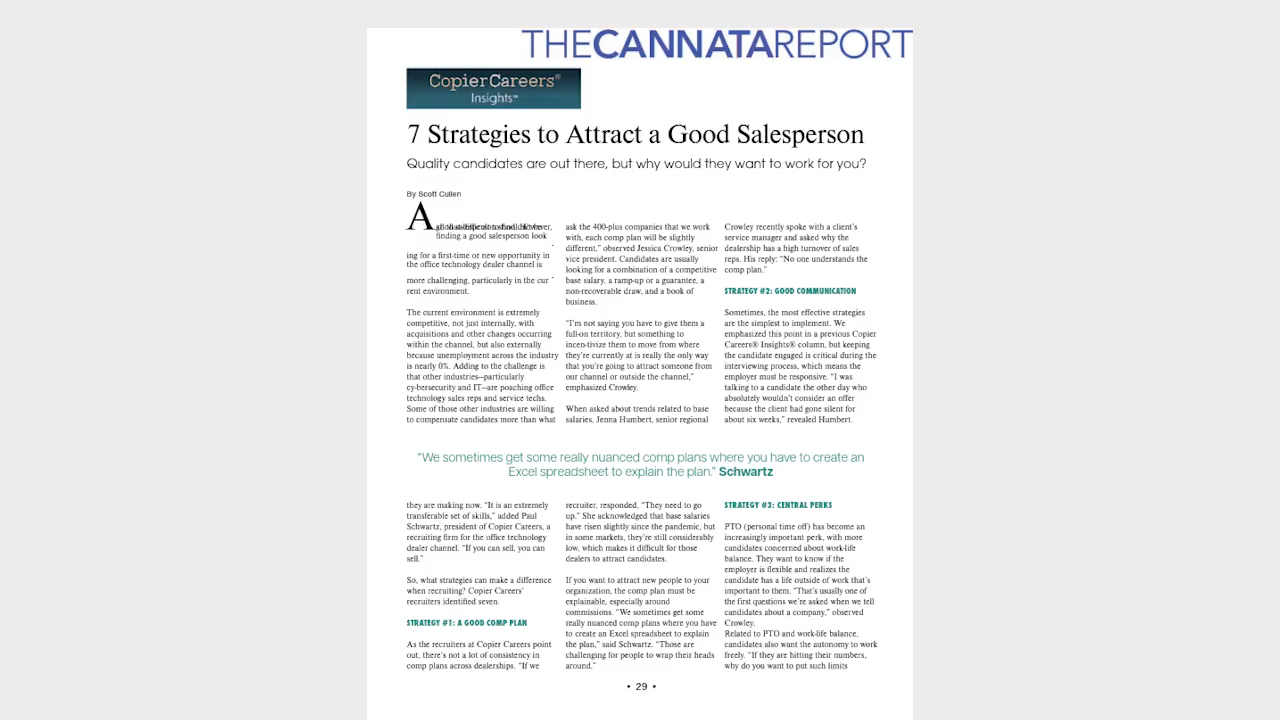 THECANNATAREPORT
CopierCareers®
Insights℠
7 Strategies to Attract a Good Salesperson
Quality candidates are out there, but why would they want to work for you?
By Scott Cullen
A
finding a good salesperson look
ing for a first-time or new opportunity in
the office technology dealer channel is
more challenging, particularly in the cur -
rent environment.
The current environment is extremely
competitive, not just internally, with
acquisitions and other changes occurring
within the channel, but also externally
because unemployment across the industry
is nearly 0%. Adding to the challenge is
that other industries—particularly
cy-bersecurity and IT—are poaching office
technology sales reps and service techs.
Some of those other industries are willing
to compensate candidates more than what
ask the 400-plus companies that we work
with, each comp plan will be slightly
different,” observed Jessica Crowley, senior
vice president. Candidates are usually
looking for a combination of a competitive
base salary, a ramp-up or a guarantee, a
non-recoverable draw, and a book of
business.
“I’m not saying you have to give them a
full-on territory, but something to
incen-tivize them to move from where
they’re currently at is really the only way
that you’re going to attract someone from
our channel or outside the channel,”
emphasized Crowley.
When asked about trends related to base
salaries, Jenna Humbert, senior regional
Crowley recently spoke with a client’s
service manager and asked why the
dealership has a high turnover of sales
reps. His reply: “No one understands the
comp plan.”
STRATEGY #2: GOOD COMMUNICATION
Sometimes, the most effective strategies
are the simplest to implement. We
emphasized this point in a previous Copier
Careers® Insights® column, but keeping
the candidate engaged is critical during the
interviewing process, which means the
employer must be responsive. “I was
talking to a candidate the other day who
absolutely wouldn’t consider an offer
because the client had gone silent for
about six weeks,” revealed Humbert.
“We sometimes get some really nuanced comp plans where you have to create an
Excel spreadsheet to explain the plan.” Schwartz
they are making now. “It is an extremely
transferable set of skills,” added Paul
Schwartz, president of Copier Careers, a
recruiting firm for the office technology
dealer channel. “If you can sell, you can
sell.”
So, what strategies can make a difference
when recruiting? Copier Careers’
recruiters identified seven.
STRATEGY #1: A GOOD COMP PLAN
As the recruiters at Copier Careers point
out, there’s not a lot of consistency in
comp plans across dealerships. “If we
recruiter, responded, “They need to go
up.” She acknowledged that base salaries
have risen slightly since the pandemic, but
in some markets, they’re still considerably
low, which makes it difficult for those
dealers to attract candidates.
If you want to attract new people to your
organization, the comp plan must be
explainable, especially around
commissions. “We sometimes get some
really nuanced comp plans where you have
to create an Excel spreadsheet to explain
the plan,” said Schwartz. “Those are
challenging for people to wrap their heads
around.”
STRATEGY #3: CENTRAL PERKS
PTO (personal time off) has become an
increasingly important perk, with more
candidates concerned about work-life
balance. They want to know if the
employer is flexible and realizes the
candidate has a life outside of work that’s
important to them. “That’s usually one of
the first questions we’re asked when we tell
candidates about a company,” observed
Crowley.
Related to PTO and work-life balance,
candidates also want the autonomy to work
freely. “If they are hitting their numbers,
why do you want to put such limits
• 29 •